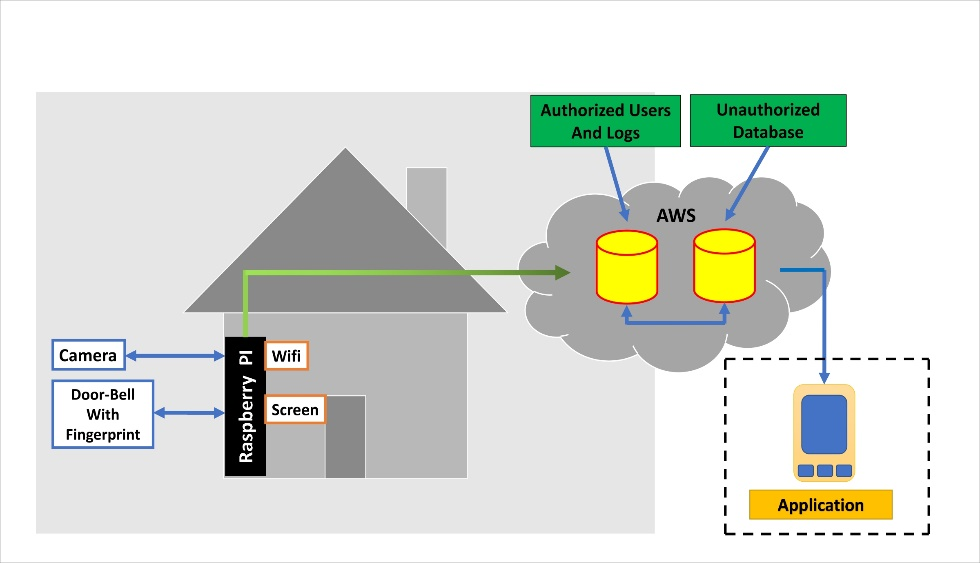 Authorized Users
And Logs
Unauthorized
Database
AWS
Camera
Door-Bell
With
Fingerprint
Raspberry PI
Wifi
Screen
Application